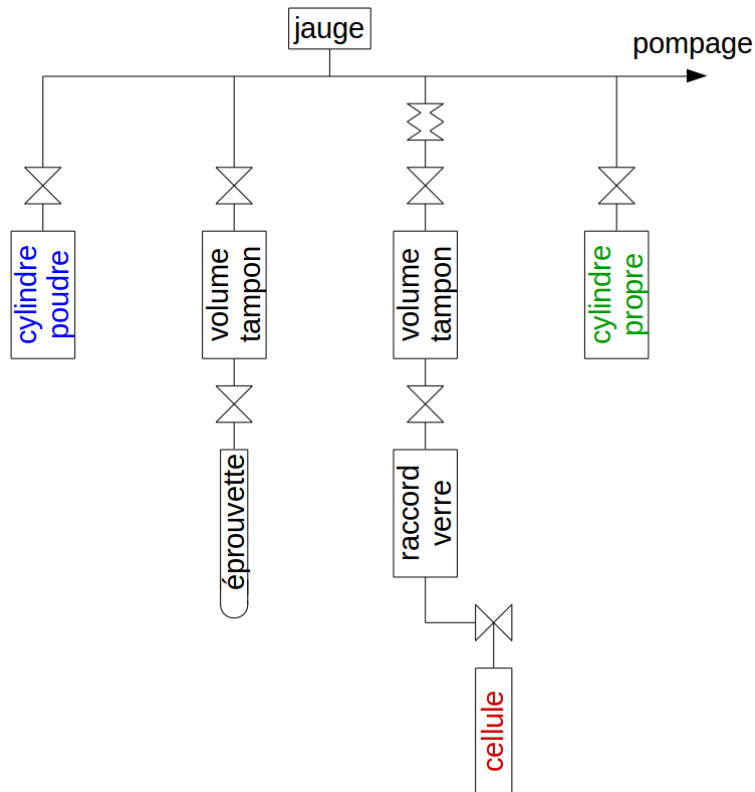 jauge
pompage
cylindre
poudre
volume
tampon
volume
tampon
cylindre
propre
éprouvette
raccord
verre
cellule